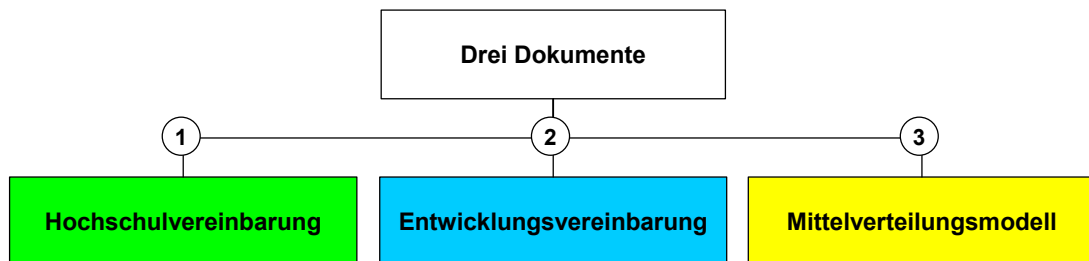 Drei Dokumente
1
2
3
Hochschulvereinbarung
Entwicklungsvereinbarung
Mittelverteilungsmodell